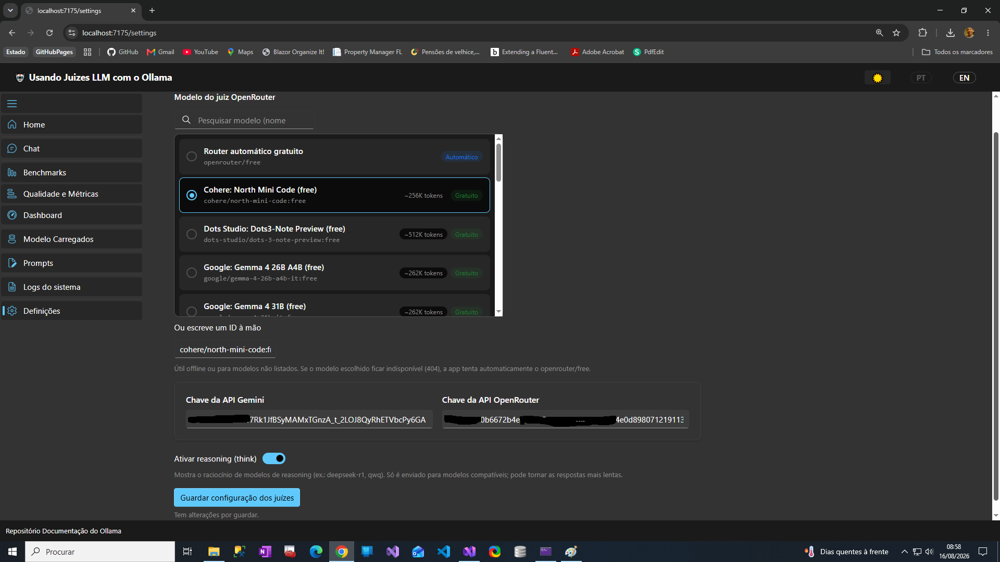 localhost:7175/settings
localhost:7175/settings
Estado GitHubPages GitHub Gmail YouTube Maps Blazor Organize It! Property Manager FL Pensões de velhice,... Extending a Fluent... Adobe Acrobat PdfEdit Todos os marcadores
Usando Juizes LLM com o Ollama PT EN
Home
Chat
Benchmarks
Qualidade e Métricas
Dashboard
Modelo Carregados
Prompts
Logs do sistema
Definições
Modelo do juiz OpenRouter
Pesquisar modelo (nome
Router automático gratuito
openrouter/free
Automático
Cohere: North Mini Code (free)
cohere/north-mini-code:free
~256K tokens Gratuito
Dots Studio: Dots3-Note Preview (free)
dots-studio/dots-3-note-preview:free
~512K tokens Gratuito
Google: Gemma 4 26B A4B (free)
google/gemma-4-26b-a4b-it:free
~262K tokens Gratuito
Google: Gemma 4 31B (free)
~262K tokens Gratuito
Ou escreve um ID à mão
cohere/north-mini-code:fr
Útil offline ou para modelos não listados. Se o modelo escolhido ficar indisponível (404), a app tenta automaticamente o openrouter/free.
Chave da API Gemini Chave da API OpenRouter
7Rk1JfBSyMAMxTGnzA_t_2LOJ8QyRhETVbcPy6GA 0b6672b4e 4e0d898071219113
Ativar reasoning (think)
Mostra o raciocínio de modelos de reasoning (ex.: deepseek-r1, qwq). Só é enviado para modelos compatíveis; pode tornar as respostas mais lentas.
Guardar configuração dos juízes
Tem alterações por guardar.
Repositório Documentação do Ollama
Procurar
Dias quentes à frente
08:58
16/08/2026